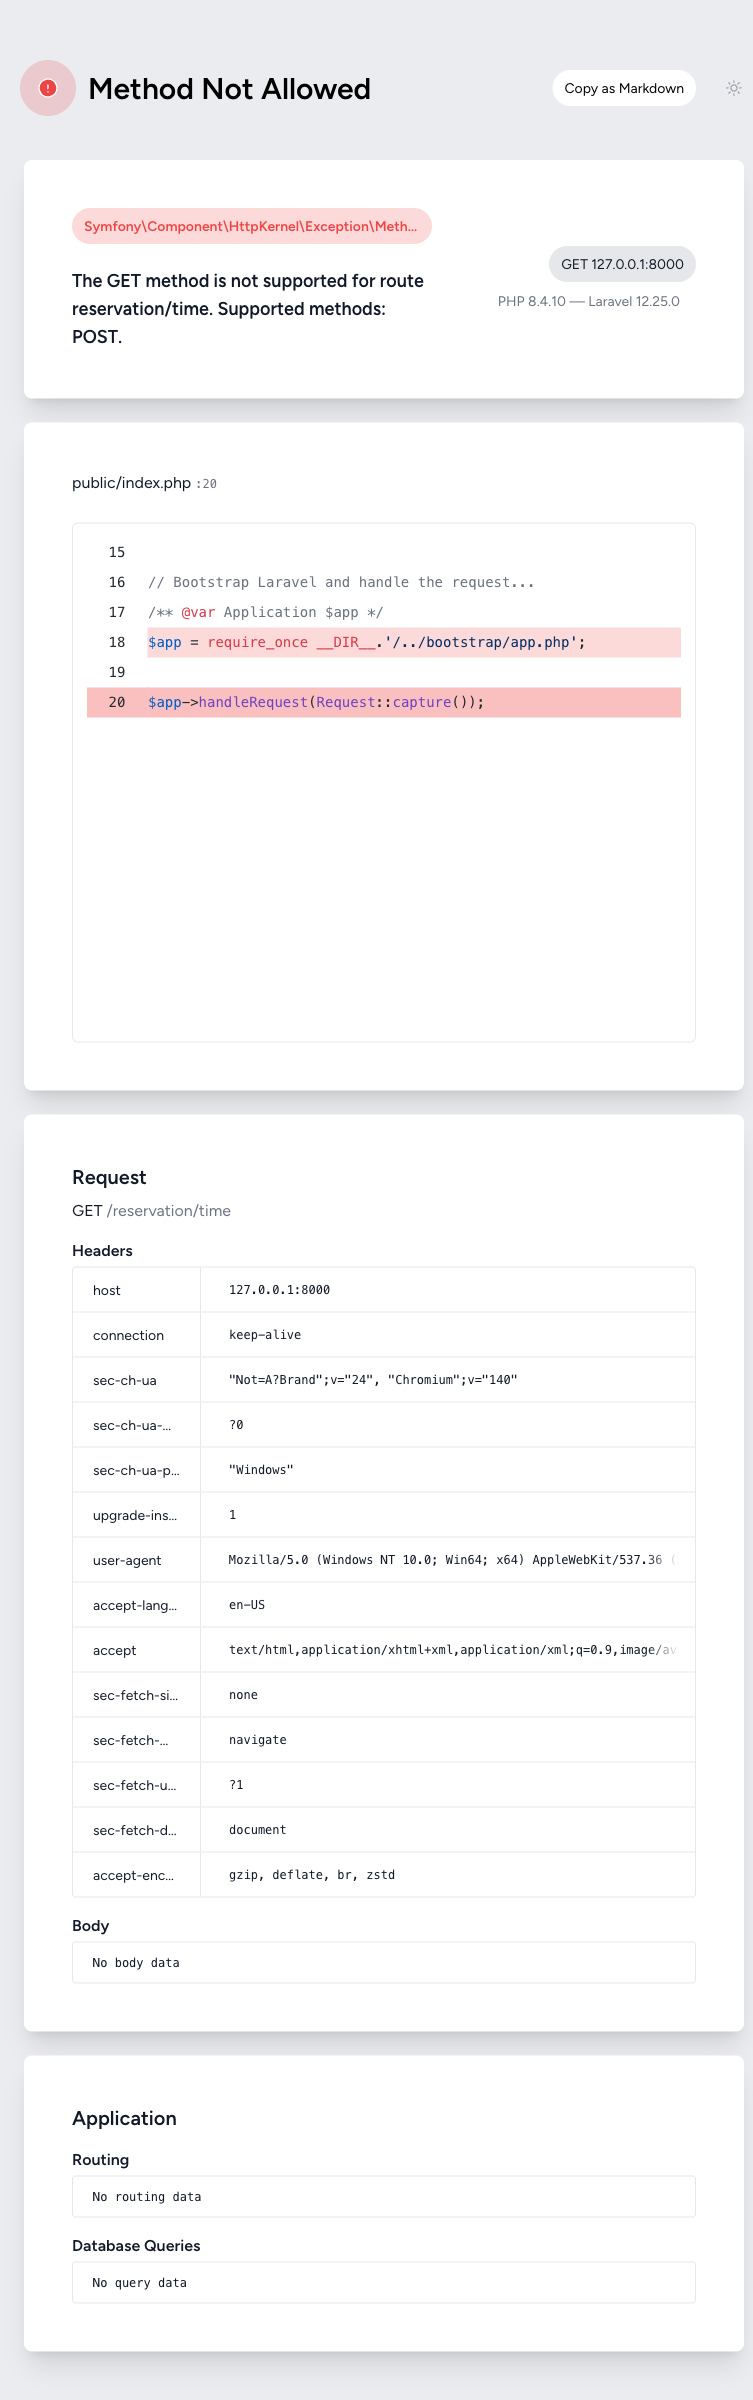 Method Not Allowed
Copy as Markdown
Symfony\Component\HttpKernel\Exception\Meth...
GET 127.0.0.1:8000
The GET method is not supported for route
reservation/time. Supported methods:
POST.
PHP 8.4.10 — Laravel 12.25.0
public/index.php :20
15
16 // Bootstrap Laravel and handle the request...
17 /** @var Application $app */
18 $app = require_once __DIR__.'/../bootstrap/app.php';
19
20 $app->handleRequest(Request::capture());
Request
GET /reservation/time
Headers
host 127.0.0.1:8000
connection keep-alive
sec-ch-ua "Not=A?Brand";v="24", "Chromium";v="140"
sec-ch-ua-... ?0
sec-ch-ua-p... "Windows"
upgrade-ins... 1
user-agent Mozilla/5.0 (Windows NT 10.0; Win64; x64) AppleWebKit/537.36 (
accept-lang... en-US
accept text/html,application/xhtml+xml,application/xml;q=0.9,image/av
sec-fetch-si... none
sec-fetch-... navigate
sec-fetch-u... ?1
sec-fetch-d... document
accept-enc... gzip, deflate, br, zstd
Body
No body data
Application
Routing
No routing data
Database Queries
No query data